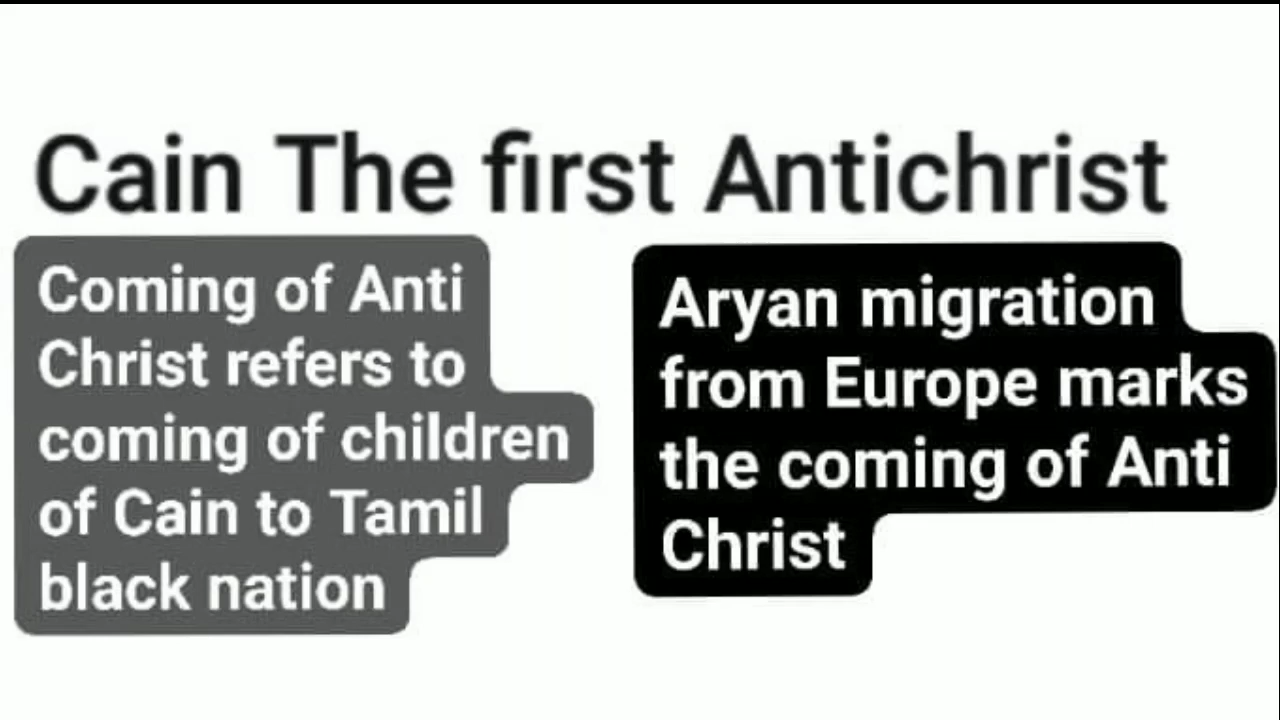 Cain The first Antichrist
Coming of Anti
Christ refers to
coming of children
of Cain to Tamil
black nation
Aryan migration
from Europe marks
the coming of Anti
Christ